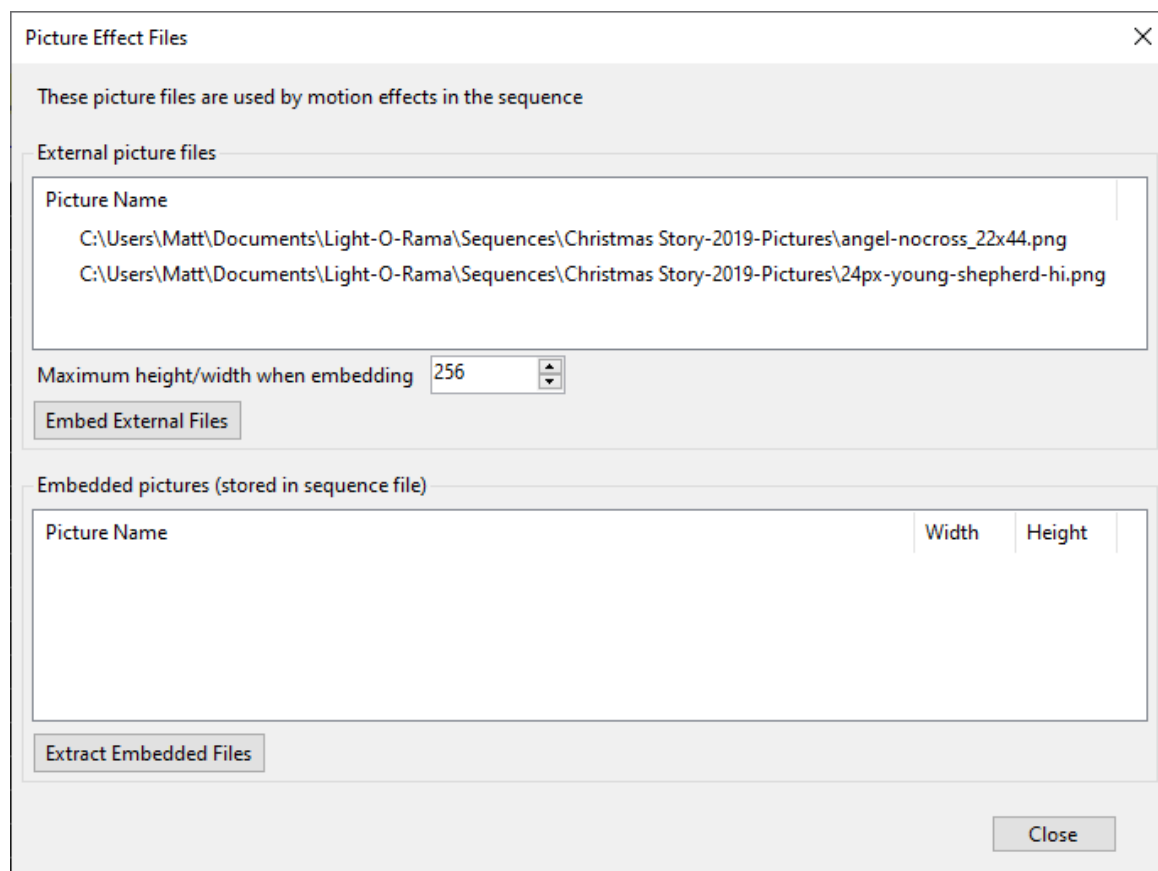 Picture Effect Files
These picture files are used by motion effects in the sequence
External picture files
Picture Name
C:\Users\Matt\Documents\Light-O-Rama\Sequences\Christmas Story-2019-Pictures\angel-nocross_22x44.png
C:\Users\Matt\Documents\Light-O-Rama\Sequences\Christmas Story-2019-Pictures\24px-young-shepherd-hi.png
Maximum height/width when embedding 256
Embed External Files
Embedded pictures (stored in sequence file)
Picture Name Width Height
Extract Embedded Files
Close